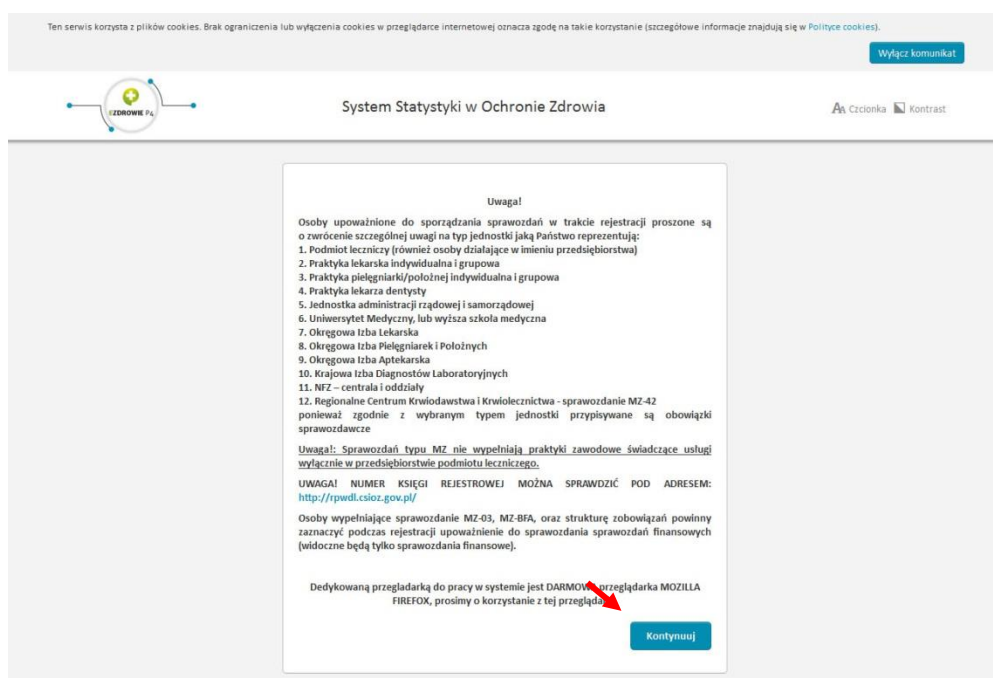 Ten serwis korzysta z plików cookies. Brak ograniczenia lub wyłączenia cookies w przeglądarce internetowej oznacza zgodę na takie korzystanie (szczegółowe informacje znajdują się w Polityce cookies).
Wyłącz komunikat
EZDROWIE P4
System Statystyki w Ochronie Zdrowia
AA Czcionka
Kontrast
Uwaga!
Osoby upoważnione do sporządzania sprawozdań w trakcie rejestracji proszone są
o zwrócenie szczególnej uwagi na typ jednostki jaką Państwo reprezentują:
1. Podmiot leczniczy (również osoby działające w imieniu przedsiębiorstwa)
2. Praktyka lekarska indywidualna i grupowa
3. Praktyka pielęgniarki/położnej indywidualna i grupowa
4. Praktyka lekarza dentysty
5. Jednostka administracji rządowej i samorządowej
6. Uniwersytet Medyczny, lub wyższa szkoła medyczna
7. Okręgowa Izba Lekarska
8. Okręgowa Izba Pielęgniarek i Położnych
9. Okręgowa Izba Aptekarska
10. Krajowa Izba Diagnostów Laboratoryjnych
11. NFZ – centrala i oddziały
12. Regionalne Centrum Krwiodawstwa i Krwiolecznictwa - sprawozdanie MZ-42
ponieważ zgodnie z wybranym typem jednostki przypisywane są obowiązki
sprawozdawcze
Uwaga!: Sprawozdań typu MZ nie wypełniają praktyki zawodowe świadczące usługi
wyłącznie w przedsiębiorstwie podmiotu leczniczego.
UWAGA! NUMER KSIĘGI REJESTROWEJ MOŻNA SPRAWDZIĆ POD ADRESEM:
http://rpwdl.csioz.gov.pl/
Osoby wypełniające sprawozdanie MZ-03, MZ-BFA, oraz strukturę zobowiązań powinny
zaznaczyć podczas rejestracji upoważnienie do sprawozdania sprawozdań finansowych
(widoczne będą tylko sprawozdania finansowe).
Dedykowaną przegladarką do pracy w systemie jest przeglądarka MOZILLA
FIREFOX, prosimy o korzystanie z tej
Kontynuuj